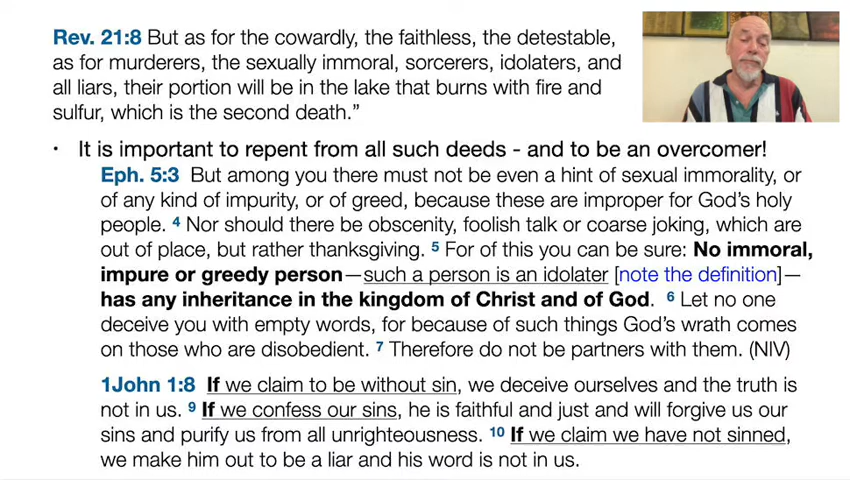 Rev. 21:8 But as for the cowardly, the faithless, the detestable,
as for murderers, the sexually immoral, sorcerers, idolaters, and
all liars, their portion will be in the lake that burns with fire and
sulfur, which is the second death.”
• It is important to repent from all such deeds - and to be an overcomer!
Eph. 5:3 But among you there must not be even a hint of sexual immorality, or
of any kind of impurity, or of greed, because these are improper for God’s holy
people. 4 Nor should there be obscenity, foolish talk or coarse joking, which are
out of place, but rather thanksgiving. 5 For of this you can be sure: No immoral,
impure or greedy person—such a person is an idolater [note the definition]—
has any inheritance in the kingdom of Christ and of God. 6 Let no one
deceive you with empty words, for because of such things God’s wrath comes
on those who are disobedient. 7 Therefore do not be partners with them. (NIV)
1John 1:8 If we claim to be without sin, we deceive ourselves and the truth is
not in us. 9 If we confess our sins, he is faithful and just and will forgive us our
sins and purify us from all unrighteousness. 10 If we claim we have not sinned,
we make him out to be a liar and his word is not in us.